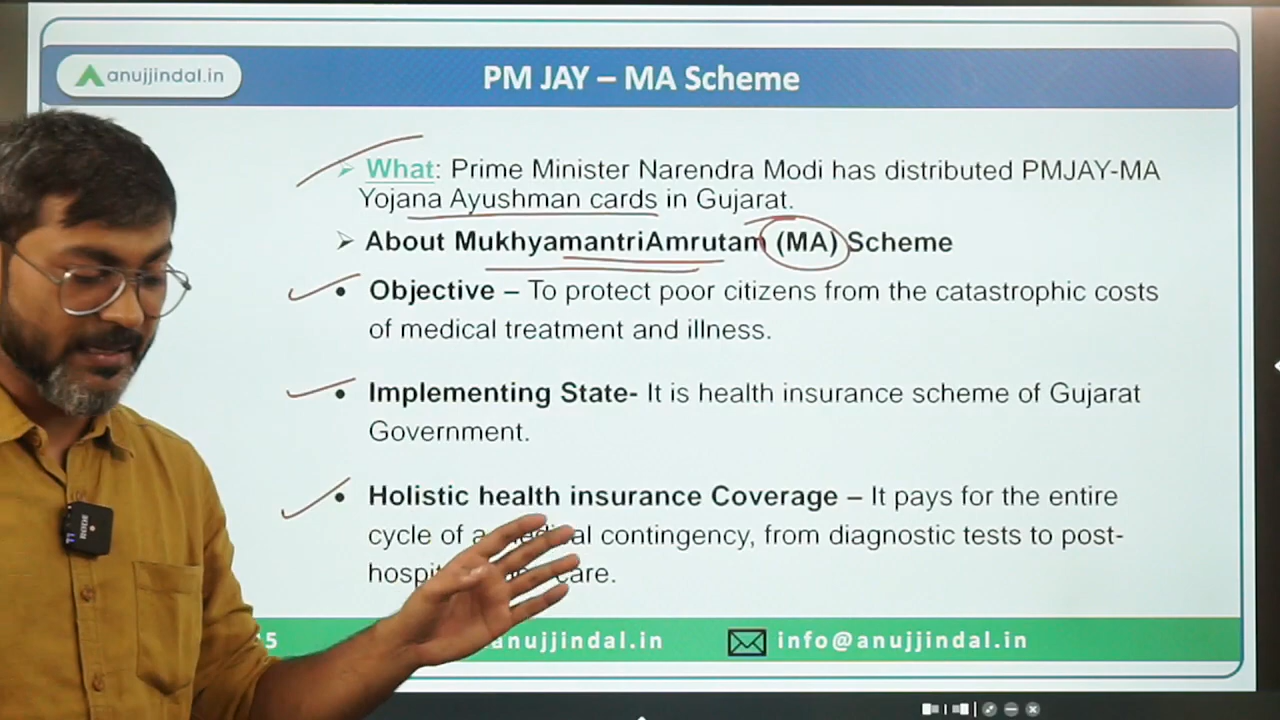 anujjindal.in
PM JAY – MA Scheme
➢ What: Prime Minister Narendra Modi has distributed PMJAY-MA
Yojana Ayushman cards in Gujarat.
➢ About MukhyamantriAmrutam (MA) Scheme
• Objective – To protect poor citizens from the catastrophic costs
of medical treatment and illness.
• Implementing State- It is health insurance scheme of Gujarat
Government.
• Holistic health insurance Coverage – It pays for the entire
cycle of a medical contingency, from diagnostic tests to post-
care.
5 anujjindal.in info@anujjindal.in
RODE